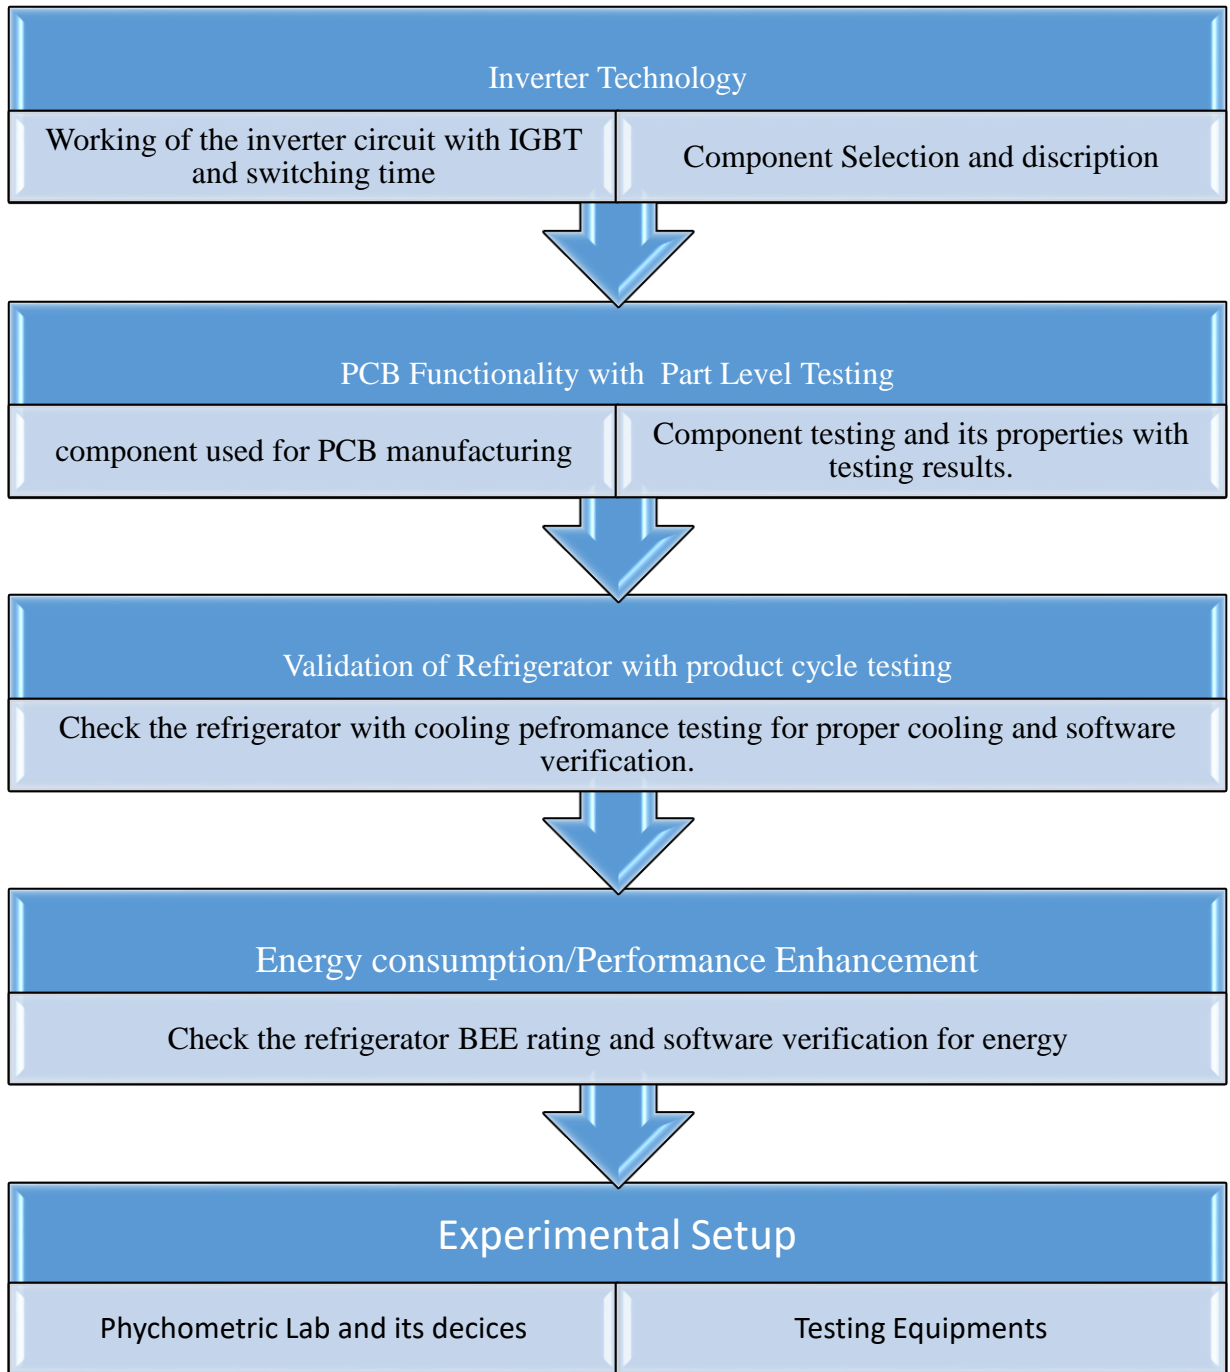 Inverter Technology
Working of the inverter circuit with IGBT
and switching time
Component Selection and discription
PCB Functionality with Part Level Testing
component used for PCB manufacturing
Component testing and its properties with
testing results.
Validation of Refrigerator with product cycle testing
Check the refrigerator with cooling pefromance testing for proper cooling and software
verification.
Energy consumption/Performance Enhancement
Check the refrigerator BEE rating and software verification for energy
Experimental Setup
Phychometric Lab and its decices
Testing Equipments